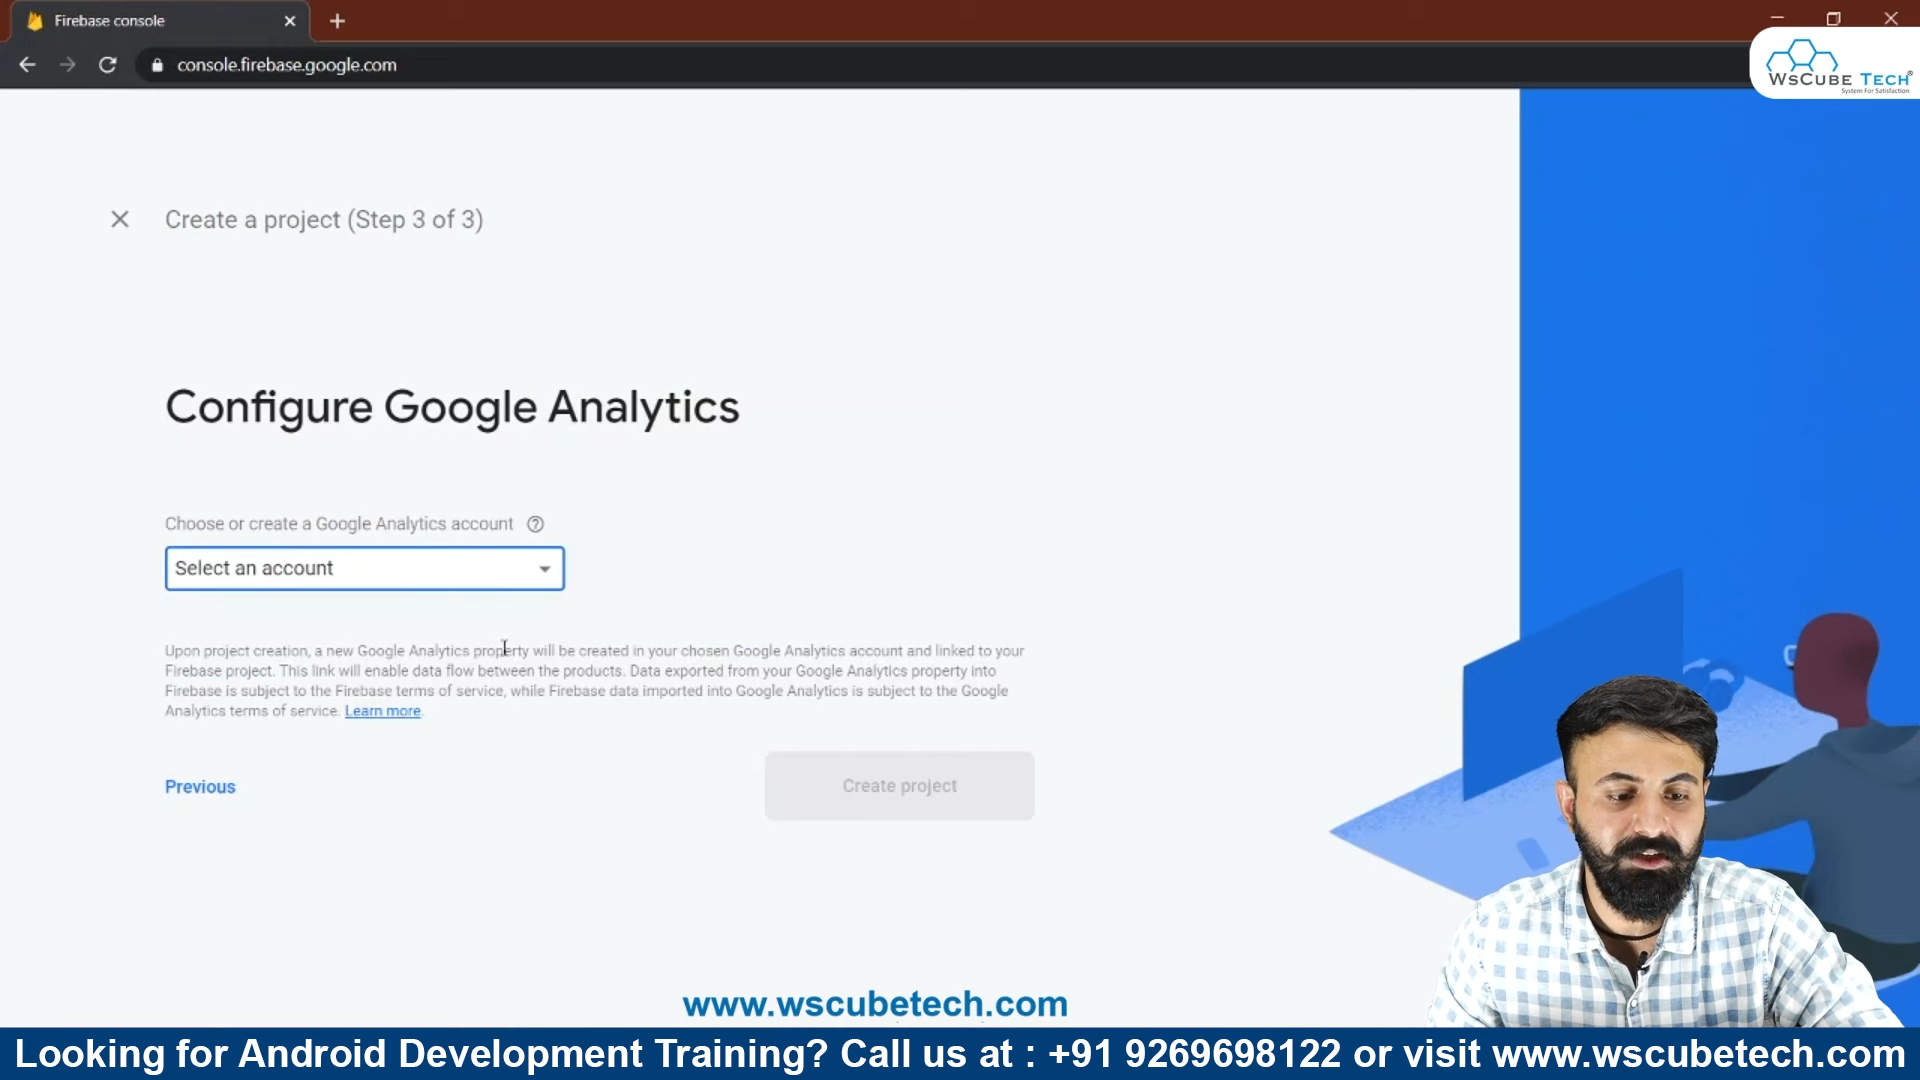 Firebase console
console.firebase.google.com
WSCUBE TECH®
System For Satisfaction
Create a project (Step 3 of 3)
Configure Google Analytics
Choose or create a Google Analytics account
Select an account
Upon project creation, a new Google Analytics property will be created in your chosen Google Analytics account and linked to your
Firebase project. This link will enable data flow between the products. Data exported from your Google Analytics property into
Firebase is subject to the Firebase terms of service, while Firebase data imported into Google Analytics is subject to the Google
Analytics terms of service. Learn more.
Previous
Create project
www.wscubetech.com
Looking for Android Development Training? Call us at : +91 9269698122 or visit www.wscubetech.com